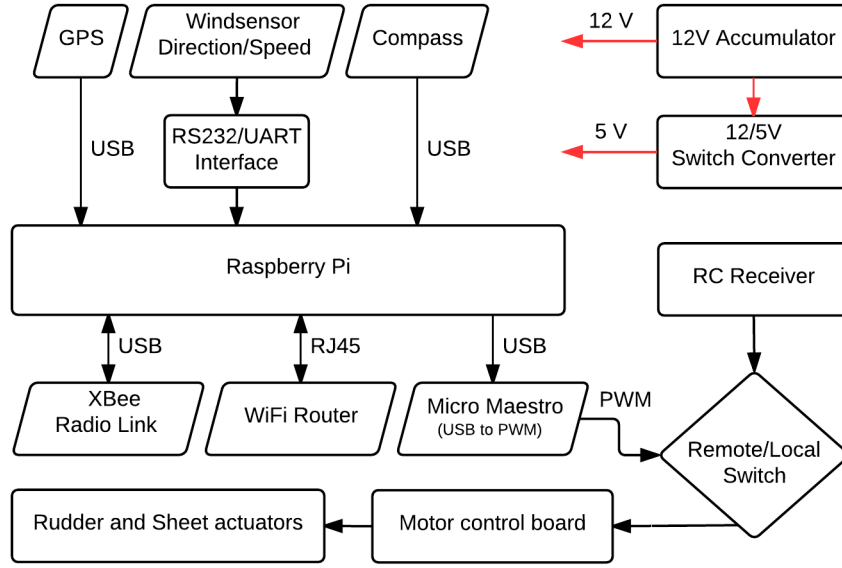 GPS
Windsensor
Direction/Speed
Compass
12 V
12V Accumulator
USB
RS232/UART
Interface
USB
5 V
12/5V
Switch Converter
Raspberry Pi
RC Receiver
USB
RJ45
USB
XBee
Radio Link
WiFi Router
Micro Maestro
(USB to PWM)
PWM
Remote/Local
Switch
Rudder and Sheet actuators
Motor control board